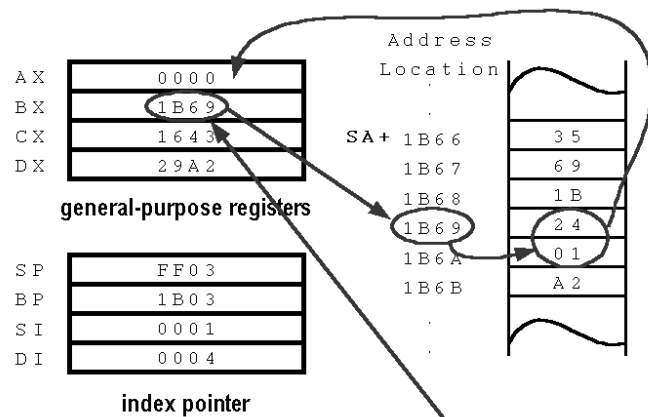 Address
Location
AX 0000
BX 1B69
CX 1643
DX 29A2
general-purpose registers
SP FF03
BP 1B03
SI 0001
DI 0004
index pointer
.
SA+ 1B66 35
1B67 69
1B68 1B
1B69 24
1B6A 01
1B6B A2
.
.